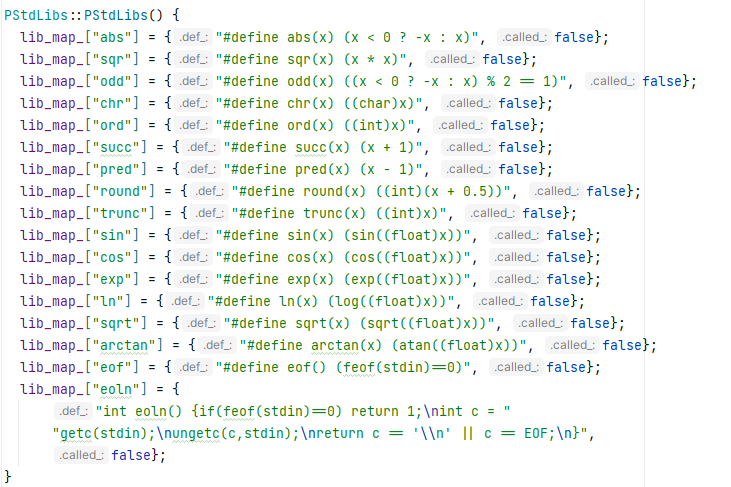 PStdLibs::PStdLibs() {
lib_map_["abs"] = { .def_: "#define abs(x) (x < 0 ? -x : x)", .called_: false};
lib_map_["sqr"] = { .def_: "#define sqr(x) (x * x)", .called_: false};
lib_map_["odd"] = { .def_: "#define odd(x) ((x < 0 ? -x : x) % 2 == 1)", .called_: false};
lib_map_["chr"] = { .def_: "#define chr(x) ((char)x)", .called_: false};
lib_map_["ord"] = { .def_: "#define ord(x) ((int)x)", .called_: false};
lib_map_["succ"] = { .def_: "#define succ(x) (x + 1)", .called_: false};
lib_map_["pred"] = { .def_: "#define pred(x) (x - 1)", .called_: false};
lib_map_["round"] = { .def_: "#define round(x) ((int)(x + 0.5))", .called_: false};
lib_map_["trunc"] = { .def_: "#define trunc(x) ((int)x)", .called_: false};
lib_map_["sin"] = { .def_: "#define sin(x) (sin((float)x))", .called_: false};
lib_map_["cos"] = { .def_: "#define cos(x) (cos((float)x))", .called_: false};
lib_map_["exp"] = { .def_: "#define exp(x) (exp((float)x))", .called_: false};
lib_map_["ln"] = { .def_: "#define ln(x) (log((float)x))", .called_: false};
lib_map_["sqrt"] = { .def_: "#define sqrt(x) (sqrt((float)x))", .called_: false};
lib_map_["arctan"] = { .def_: "#define arctan(x) (atan((float)x))", .called_: false};
lib_map_["eof"] = { .def_: "#define eof() (feof(stdin)==0)", .called_: false};
lib_map_["eoln"] = {
.def_: "int eoln() {if(feof(stdin)==0) return 1;\nint c = "
"getc(stdin);\nungetc(c,stdin);\nreturn c == '\\n' || c == EOF;\n}",
.called_: false};
}